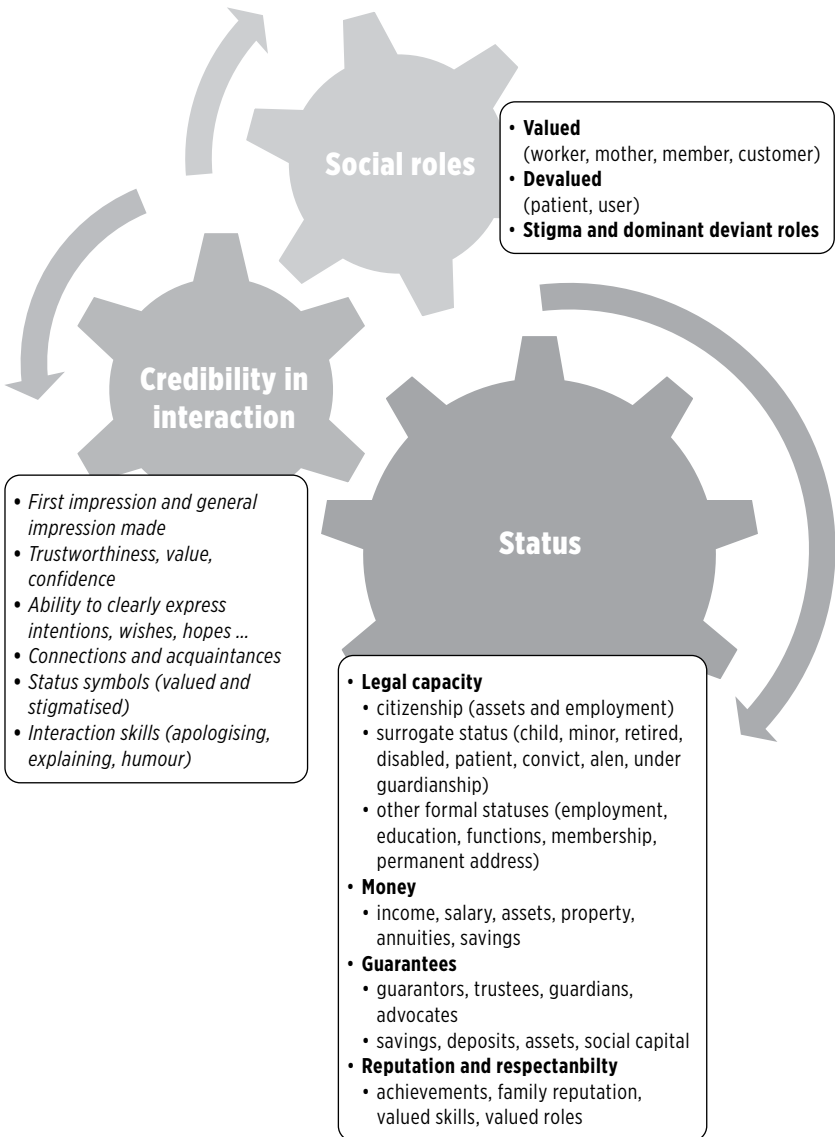 Social roles
• Valued
(worker, mother, member, customer)
• Devalued
(patient, user)
• Stigma and dominant deviant roles
Credibility in
interaction
• First impression and general
impression made
• Trustworthiness, value,
confidence
• Ability to clearly express
intentions, wishes, hopes ...
• Connections and acquaintances
• Status symbols (valued and
stigmatised)
• Interaction skills (apologising,
explaining, humour)
Status
• Legal capacity
• citizenship (assets and employment)
• surrogate status (child, minor, retired,
disabled, patient, convict, alen, under
guardianship)
• other formal statuses (employment,
education, functions, membership,
permanent address)
• Money
• income, salary, assets, property,
annuities, savings
• Guarantees
• guarantors, trustees, guardians,
advocates
• savings, deposits, assets, social capital
• Reputation and respectanbilty
• achievements, family reputation,
valued skills, valued roles